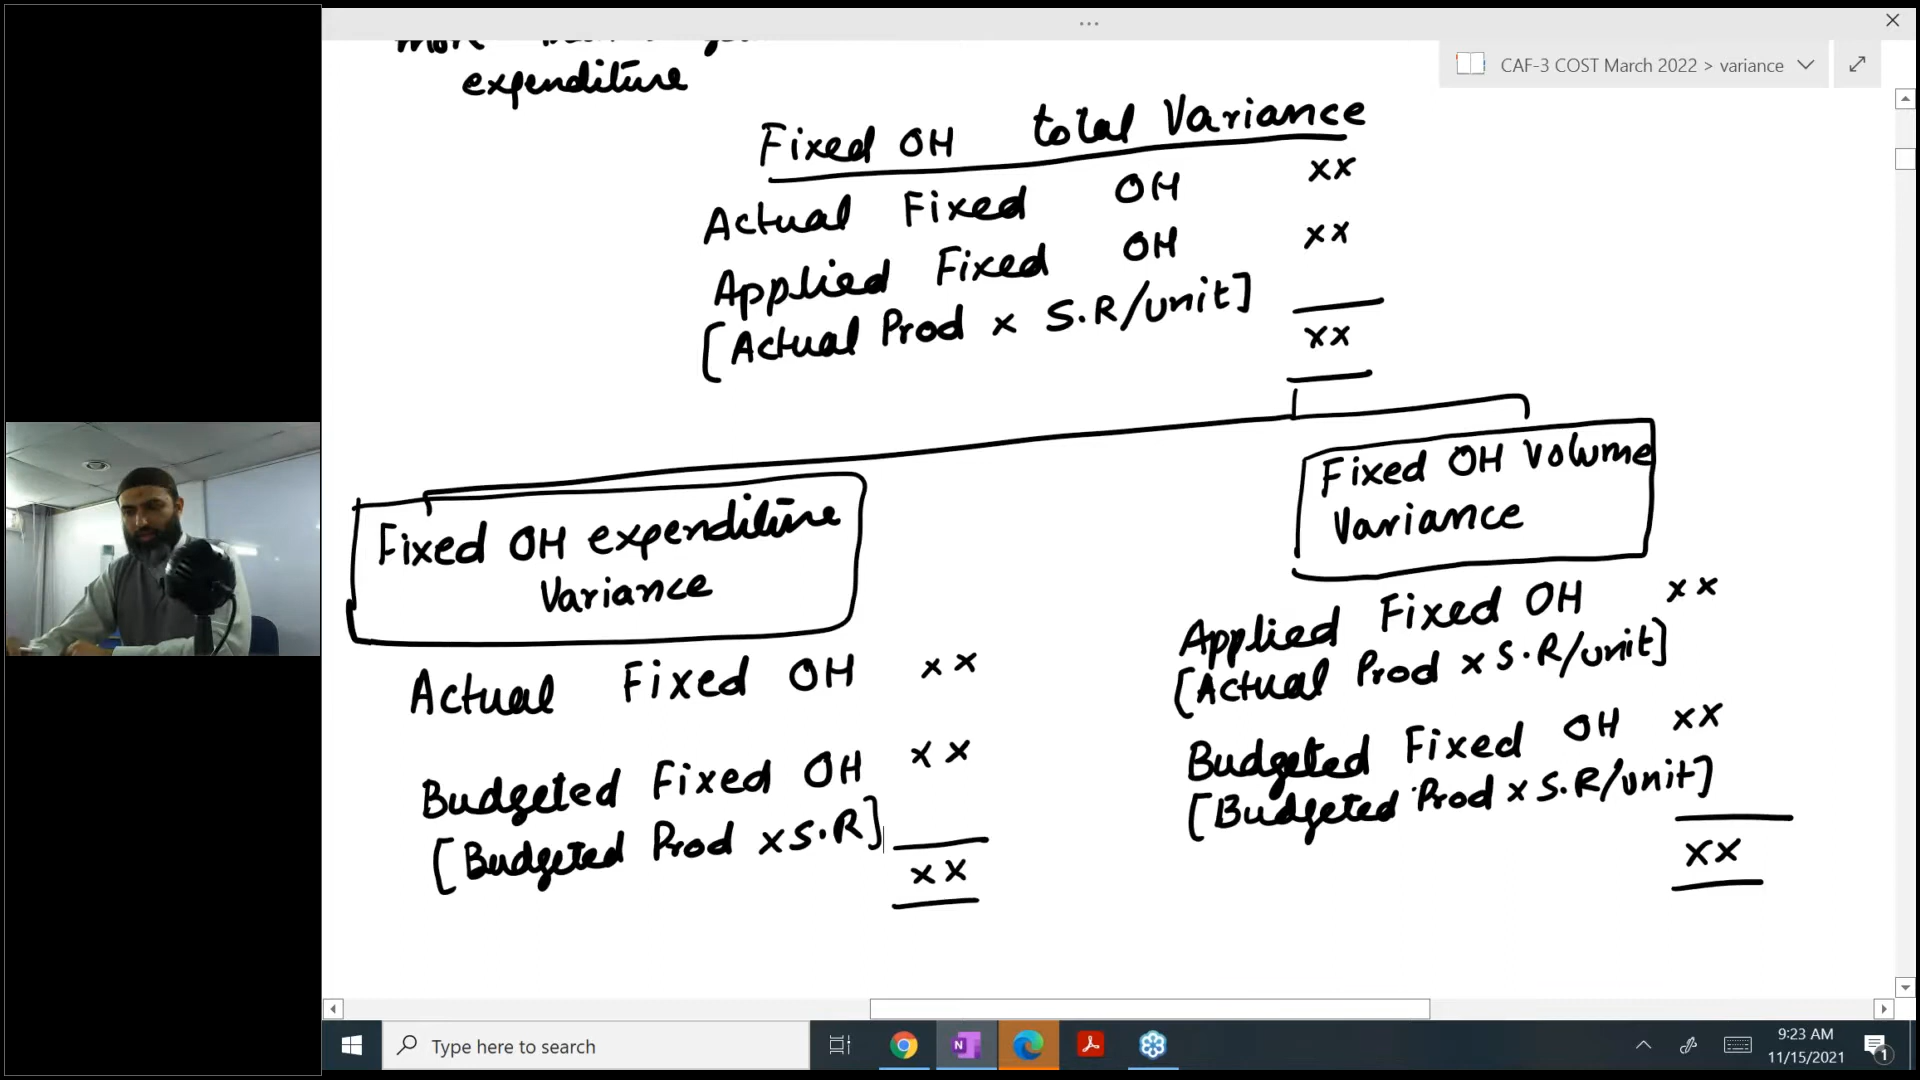 CAF-3 COST March 2022 > variance
expenditure
Fixed OH total Variance
Actual Fixed OH xx
Applied Fixed OH xx
[Actual Prod x S.R/unit]
xx
Fixed OH expenditure
Variance
Actual Fixed OH xx
Budgeted Fixed OH xx
[Budgeted Prod x S.R]
xx
Fixed OH Volume
Variance
Applied Fixed OH xx
[Actual Prod x S.R/unit]
Budgeted Fixed OH xx
[Budgeted Prod x S.R/unit]
xx
Type here to search
9:23 AM
11/15/2021
1